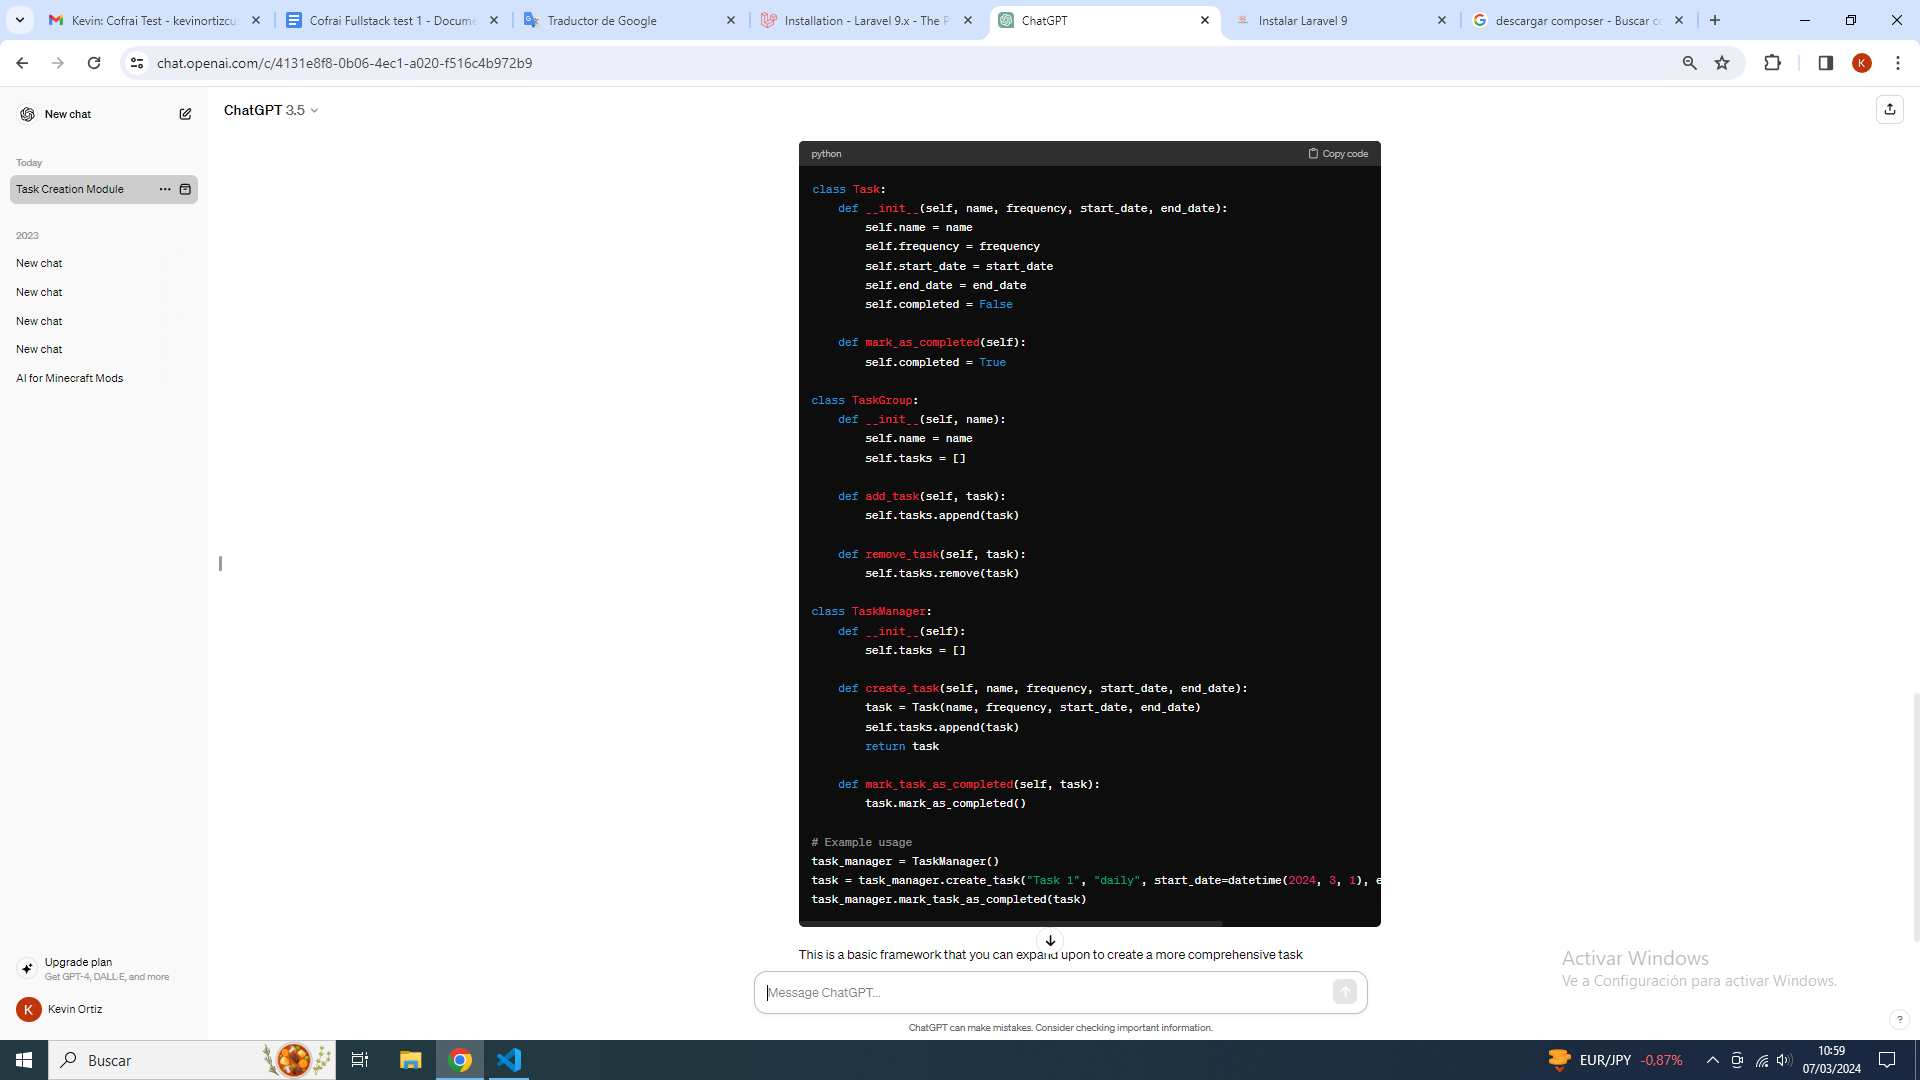 Kevin: Cofrai Test - kevinortizcu
Cofrai Fullstack test 1 - Docume
Traductor de Google
Installation - Laravel 9.x - The P
ChatGPT
Instalar Laravel 9
descargar composer - Buscar co
chat.openai.com/c/4131e8f8-0b06-4ec1-a020-f516c4b972b9
K
New chat
ChatGPT 3.5
Today
Task Creation Module
2023
New chat
New chat
New chat
New chat
AI for Minecraft Mods
python
Copy code
class Task:
    def __init__(self, name, frequency, start_date, end_date):
        self.name = name
        self.frequency = frequency
        self.start_date = start_date
        self.end_date = end_date
        self.completed = False
    def mark_as_completed(self):
        self.completed = True
class TaskGroup:
    def __init__(self, name):
        self.name = name
        self.tasks = []
    def add_task(self, task):
        self.tasks.append(task)
    def remove_task(self, task):
        self.tasks.remove(task)
class TaskManager:
    def __init__(self):
        self.tasks = []
    def create_task(self, name, frequency, start_date, end_date):
        task = Task(name, frequency, start_date, end_date)
        self.tasks.append(task)
        return task
    def mark_task_as_completed(self, task):
        task.mark_as_completed()
# Example usage
task_manager = TaskManager()
task = task_manager.create_task("Task 1", "daily", start_date=datetime(2024, 3, 1), e
task_manager.mark_task_as_completed(task)
This is a basic framework that you can expand upon to create a more comprehensive task
Message ChatGPT...
ChatGPT can make mistakes. Consider checking important information.
?
Upgrade plan
Get GPT-4, DALL·E, and more
K
Kevin Ortiz
Activar Windows
Ve a Configuración para activar Windows.
Buscar
EUR/JPY -0,87%
10:59
07/03/2024